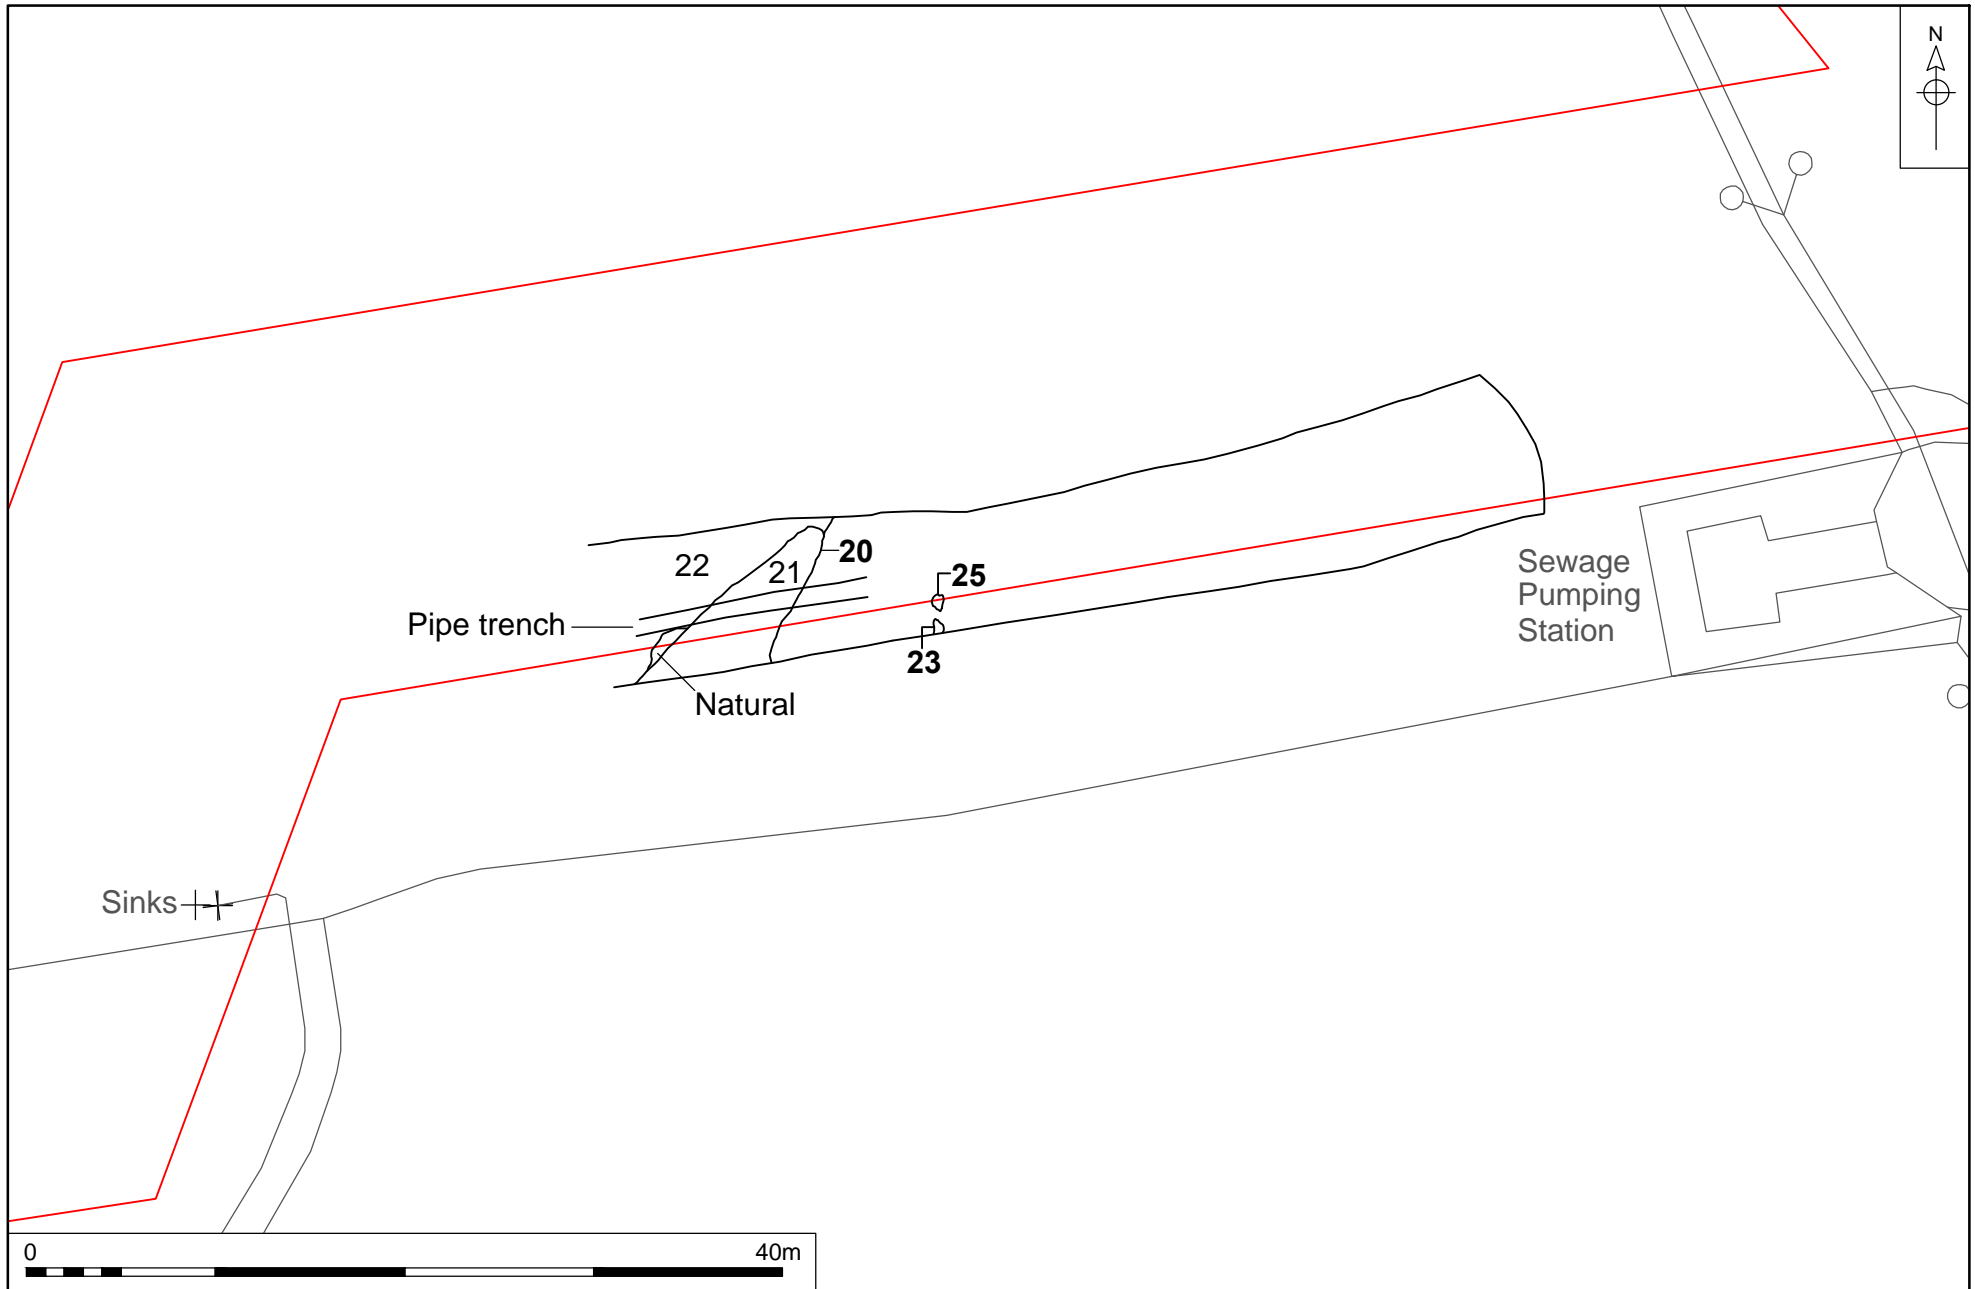 N
20
22
21
25
Sewage
Pumping
Station
Pipe trench
23
Natural
Sinks
0
40m